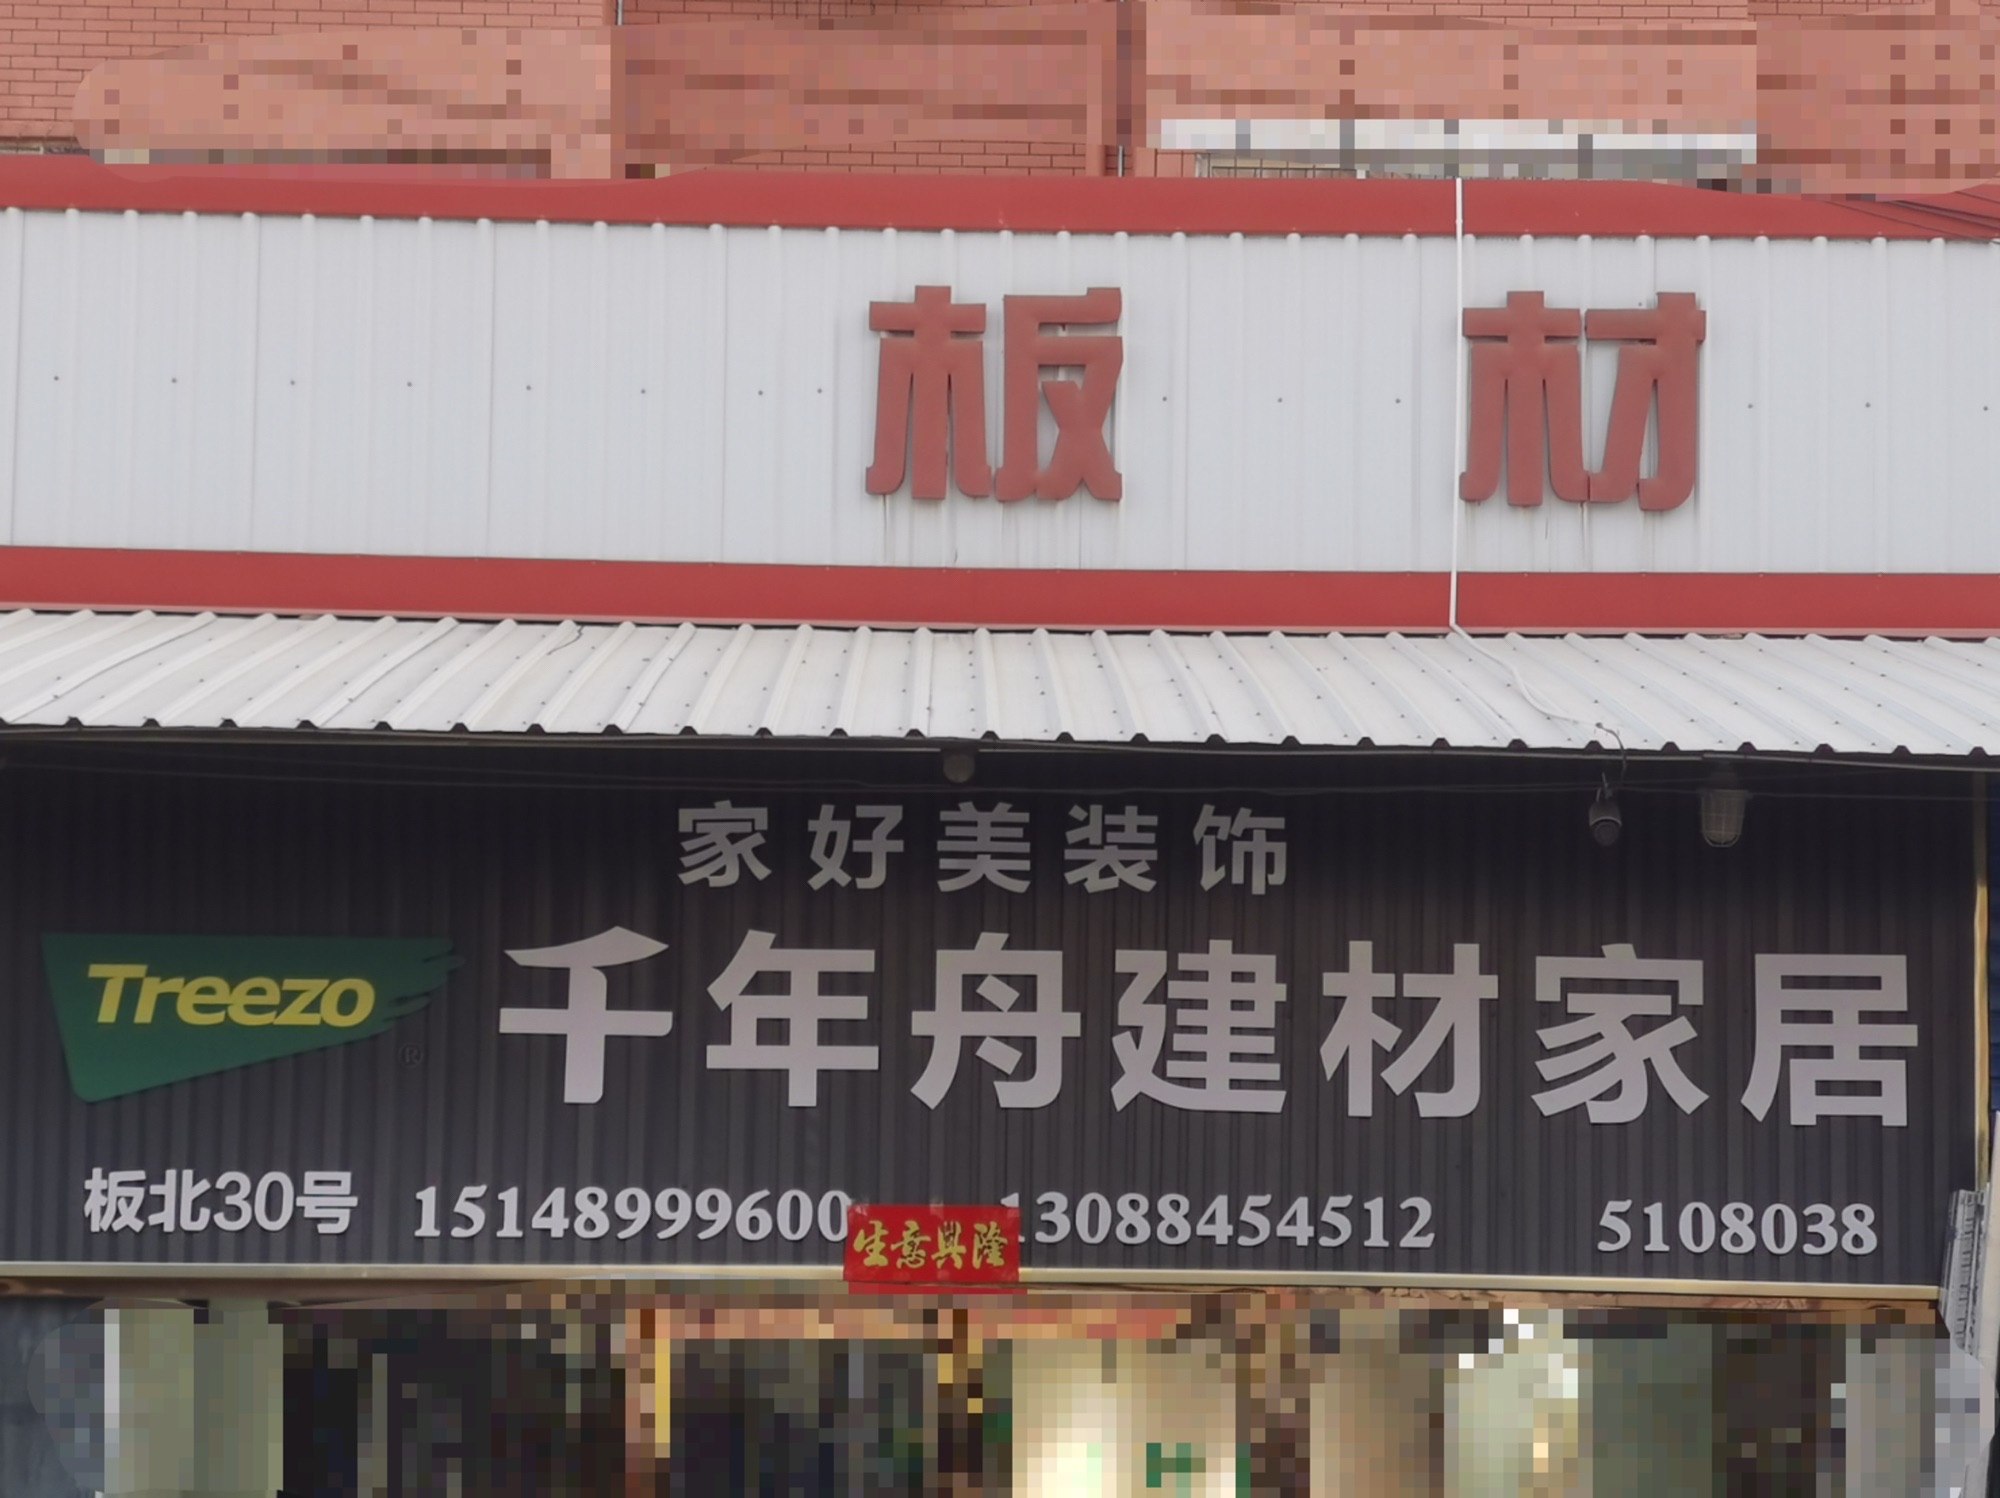 板材
家好美装饰
Treezo
®
千年舟建材家居
板北30号 15148999600 13088454512 5108038
生意興隆